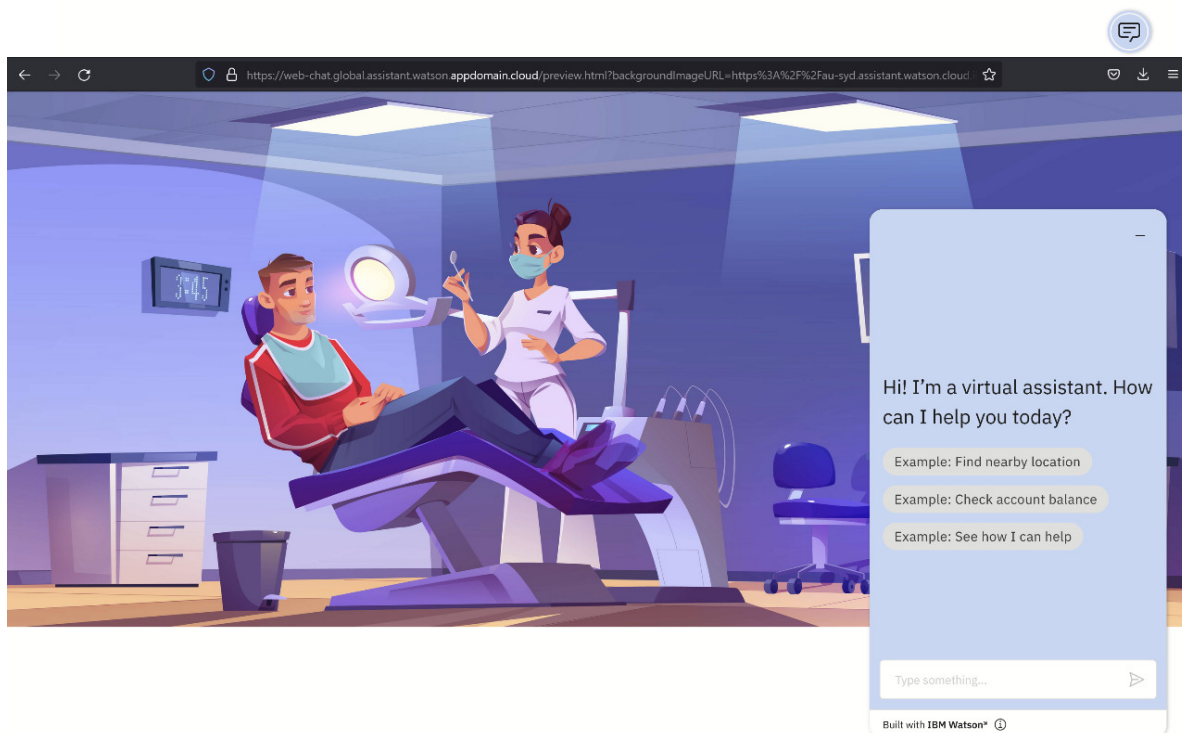 https://web-chat.global.assistant.watson.appdomain.cloud/preview.html?backgroundImageURL=https%3A%2F%2Fau-syd.assistant.watson.cloud
3:45
Hi! I'm a virtual assistant. How
can I help you today?
Example: Find nearby location
Example: Check account balance
Example: See how I can help
Type something...
Built with IBM Watson®